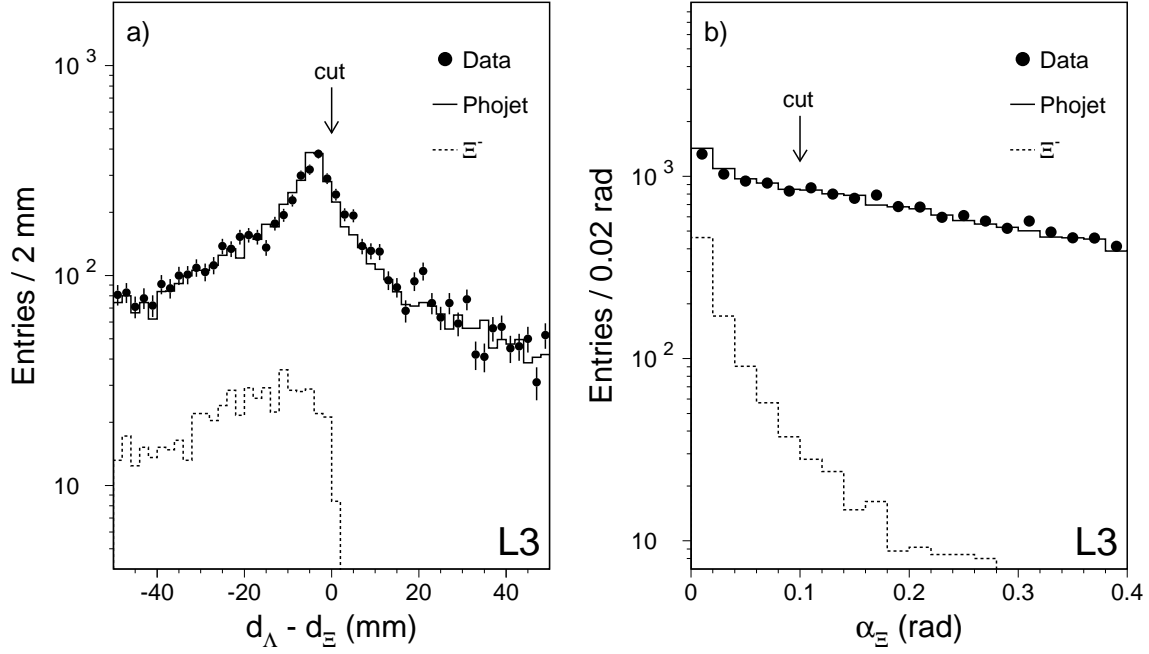 a)
Data
Phojet
Ξ⁻
cut
10³
10²
10
Entries / 2 mm
-40 -20 0 20 40
d_Λ - d_Ξ (mm)
L3
b)
Data
Phojet
Ξ⁻
cut
10³
10²
10
Entries / 0.02 rad
0 0.1 0.2 0.3 0.4
α_Ξ (rad)
L3